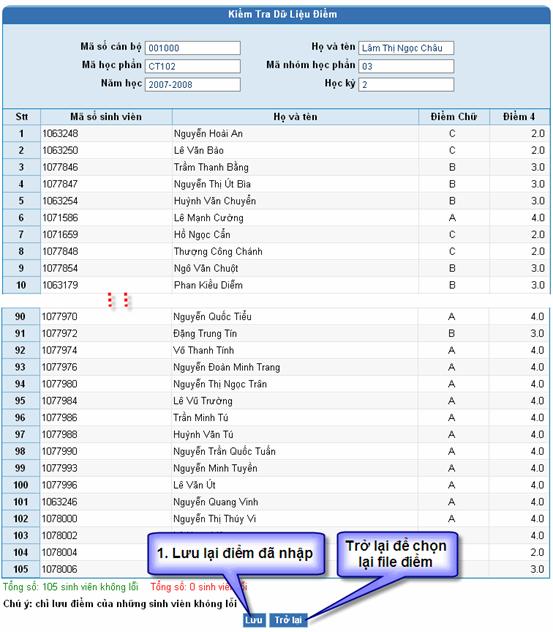 Kiểm Tra Dữ Liệu Điểm
Mã số cán bộ 001000 Họ và tên Lâm Thị Ngọc Châu
Mã học phần CT102 Mã nhóm học phần 03
Năm học 2007-2008 Học kỳ 2
Stt Mã số sinh viên Họ và tên Điểm Chữ Điểm 4
1 1063248 Nguyễn Hoài An C 2.0
2 1063250 Lê Văn Báo C 2.0
3 1077846 Trầm Thanh Bằng B 3.0
4 1077847 Nguyễn Thị Út Bìa B 3.0
5 1063254 Huỳnh Văn Chuyển B 3.0
6 1071586 Lê Mạnh Cường A 4.0
7 1071659 Hồ Ngọc Cẩn C 2.0
8 1077848 Thượng Công Chánh C 2.0
9 1077854 Ngô Văn Chuột B 3.0
10 1063179 Phan Kiều Diễm B 3.0
90 1077970 Nguyễn Quốc Tiểu A 4.0
91 1077972 Đặng Trung Tín B 3.0
92 1077974 Võ Thanh Tính A 4.0
93 1077976 Nguyễn Đoàn Minh Trang A 4.0
94 1077980 Nguyễn Thị Ngọc Trân A 4.0
95 1077984 Lê Vũ Trường A 4.0
96 1077986 Trần Minh Tú A 4.0
97 1077988 Huỳnh Văn Tú A 4.0
98 1077990 Nguyễn Trần Quốc Tuấn A 4.0
99 1077993 Nguyễn Minh Tuyền A 4.0
100 1077996 Lê Văn Út A 4.0
101 1063246 Nguyễn Quang Vinh A 4.0
102 1078000 Nguyễn Thị Thúy Vi A 4.0
103 1078002 4.0
104 1078004 2.0
105 1078006 3.0
1. Lưu lại điểm đã nhập
Trở lại để chọn
lại file điểm
Tổng số: 105 sinh viên không lỗi Tổng số: 0 sinh viên lỗi
Chú ý: chỉ lưu điểm của những sinh viên không lỗi
Lưu Trở lại